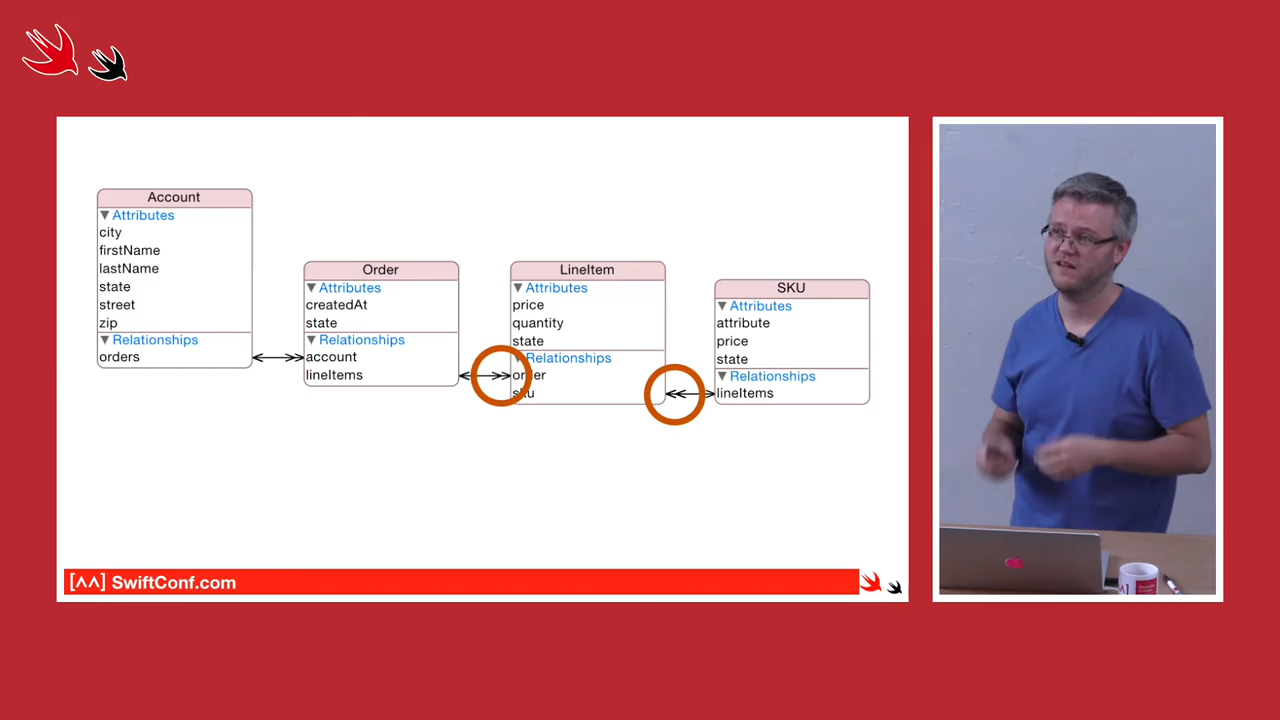 Account
▼ Attributes
city
firstName
lastName
state
street
zip
▼ Relationships
orders
Order
▼ Attributes
createdAt
state
▼ Relationships
account
lineItems
LineItem
▼ Attributes
price
quantity
state
▼ Relationships
order
sku
SKU
▼ Attributes
attribute
price
state
▼ Relationships
lineItems
[^^] SwiftConf.com